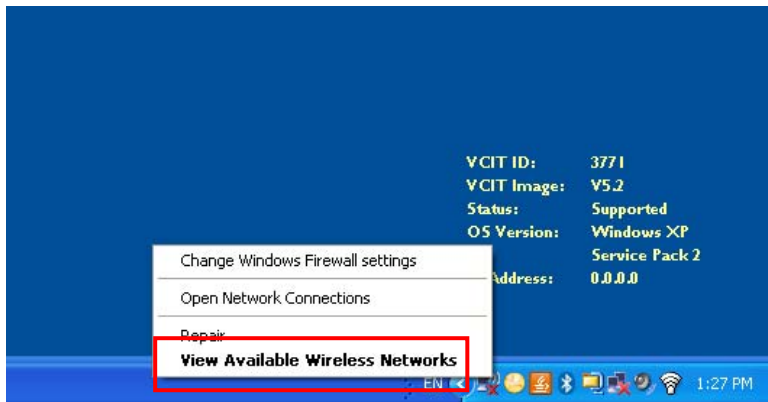 VCIT ID: 3771
VCIT Image: V5.2
Status: Supported
OS Version: Windows XP
Service Pack 2
Address: 0.0.0.0
Change Windows Firewall settings
Open Network Connections
Repair
View Available Wireless Networks
EN
1:27 PM